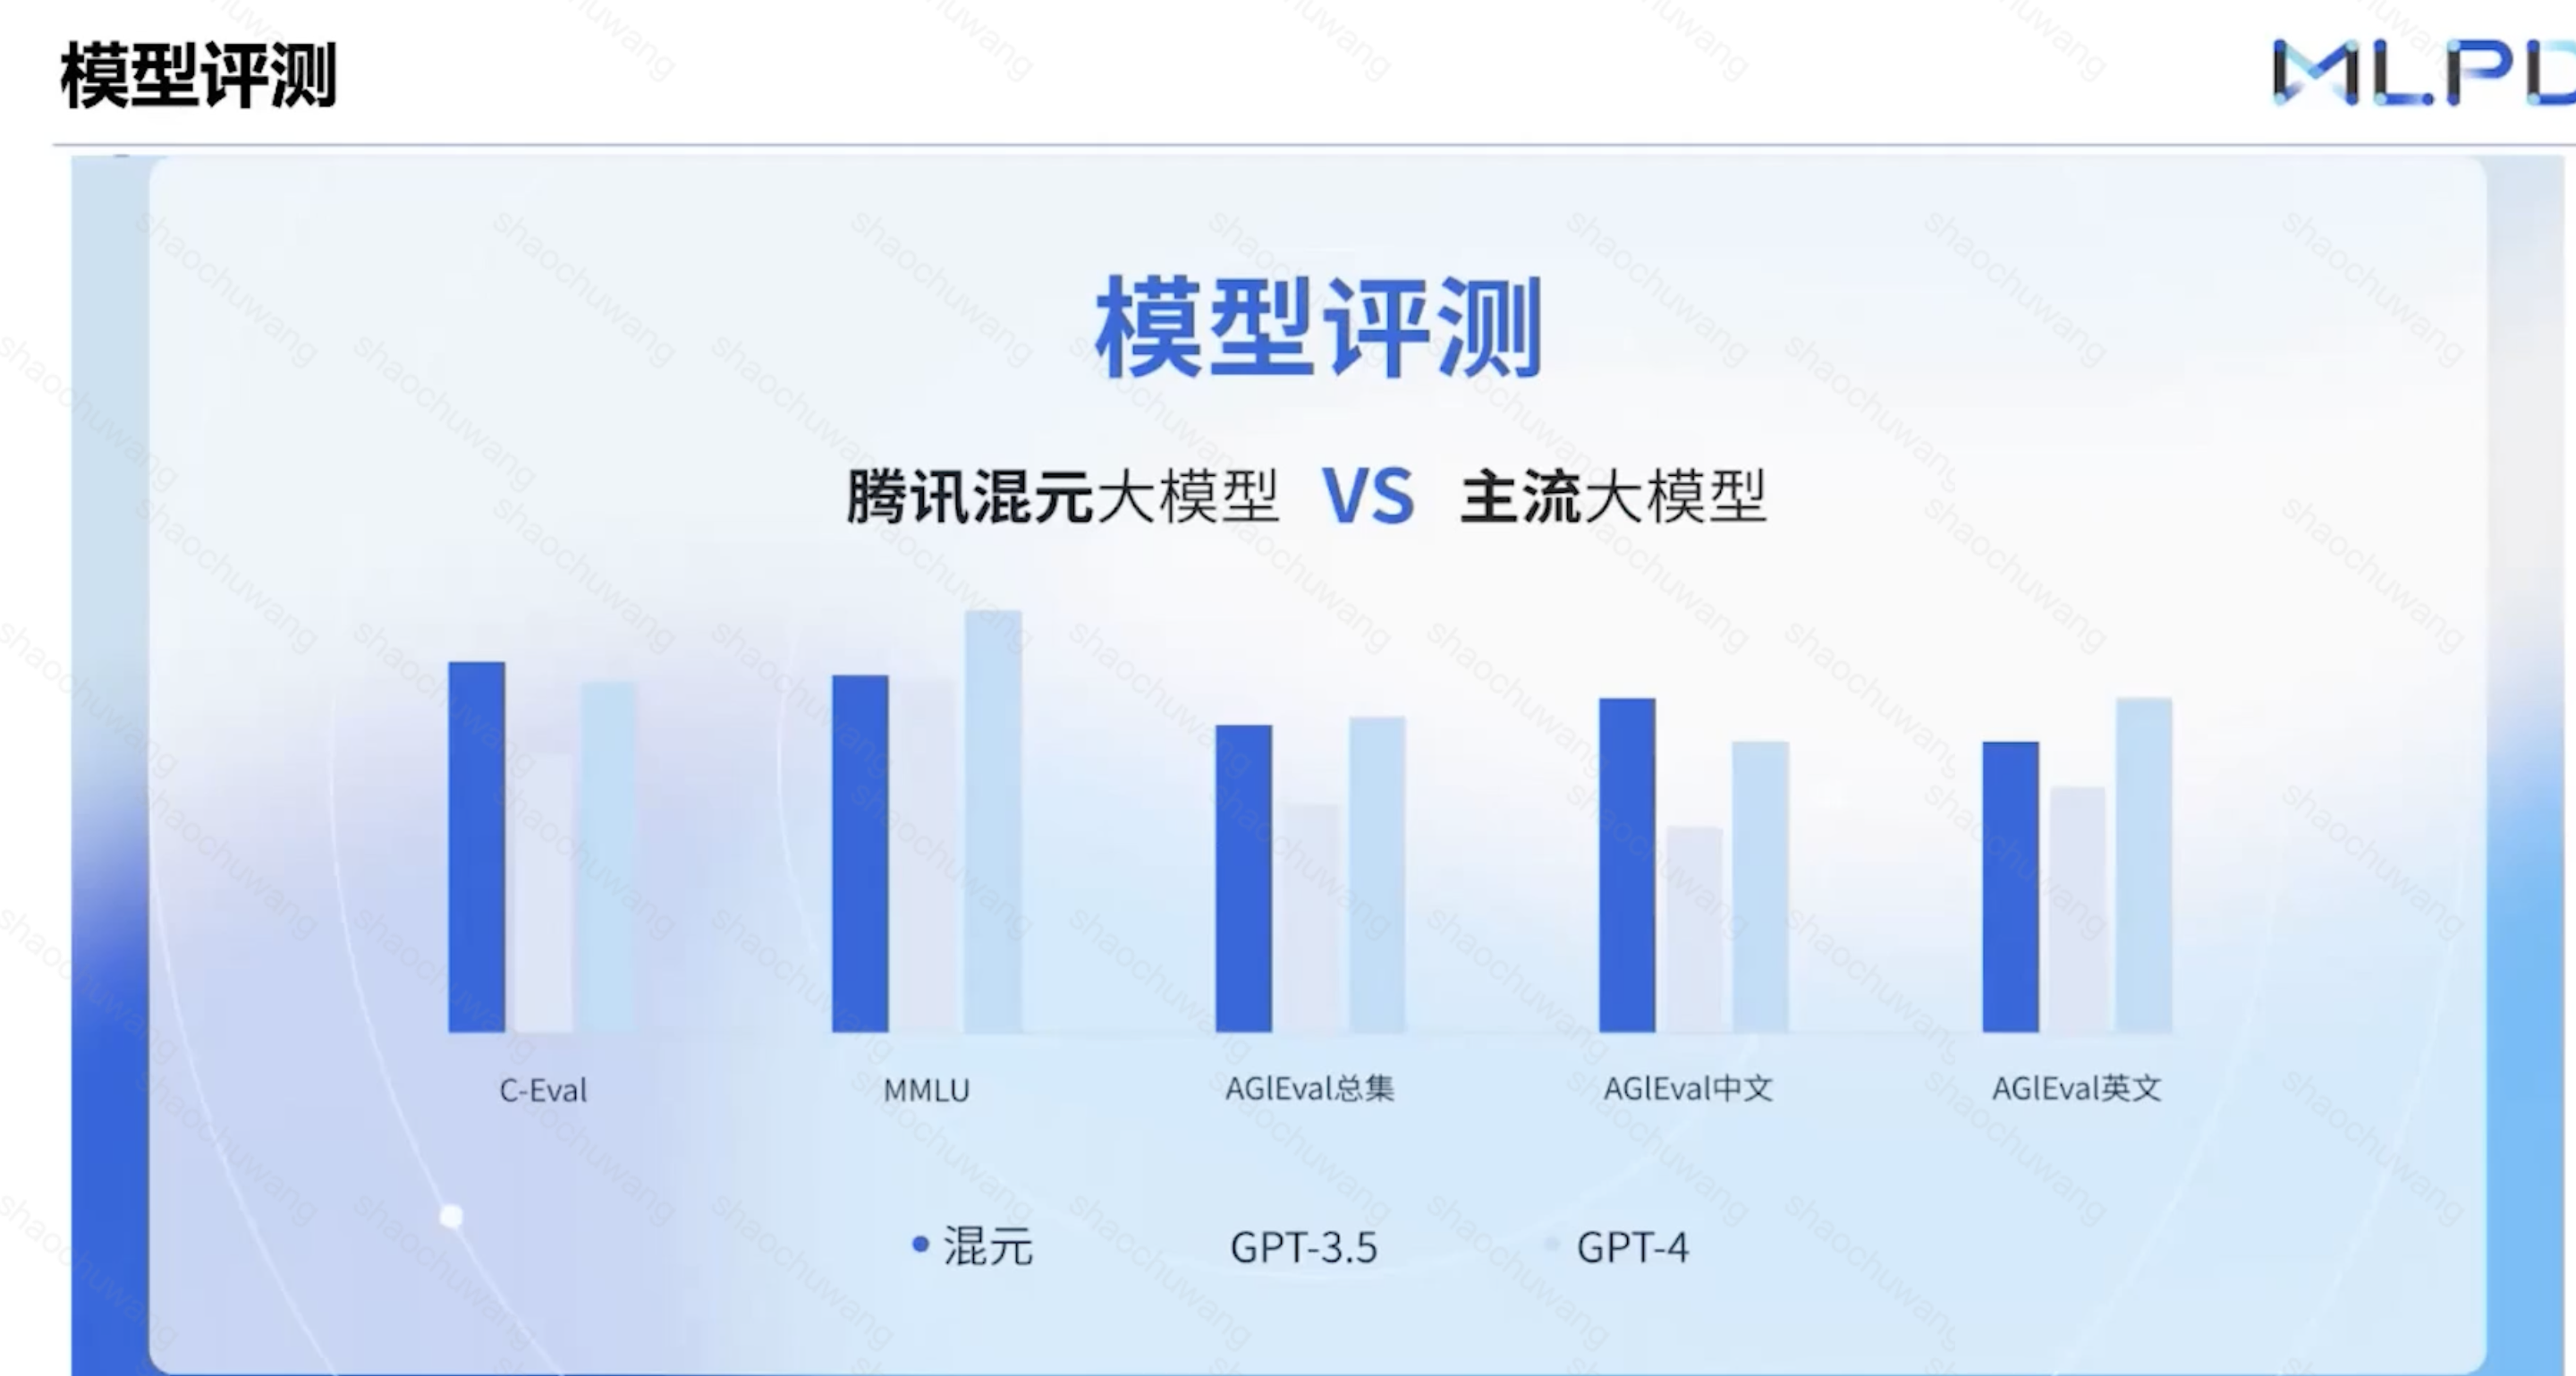 模型评测
MLPD
模型评测
腾讯混元大模型 VS 主流大模型
C-Eval
MMLU
AGIEval总集
AGIEval中文
AGIEval英文
混元
GPT-3.5
GPT-4
shaochuwang